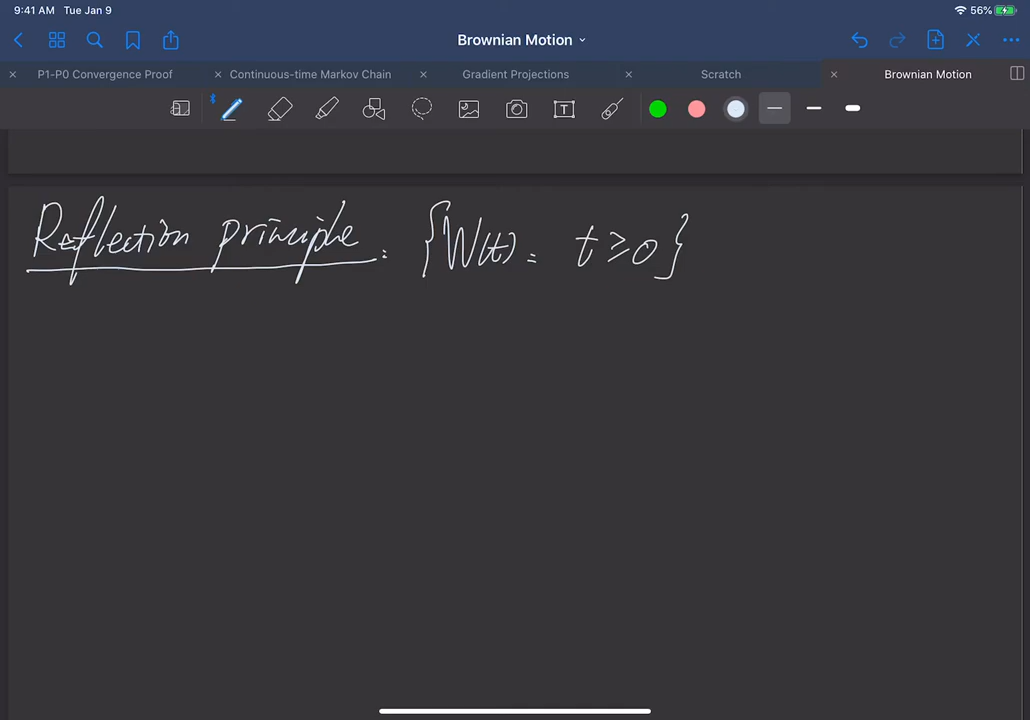 9:41 AM Tue Jan 9
56%
Brownian Motion
P1-P0 Convergence Proof
Continuous-time Markov Chain
Gradient Projections
Scratch
Brownian Motion
T
Reflection principle: {W(t): t ≥ 0}